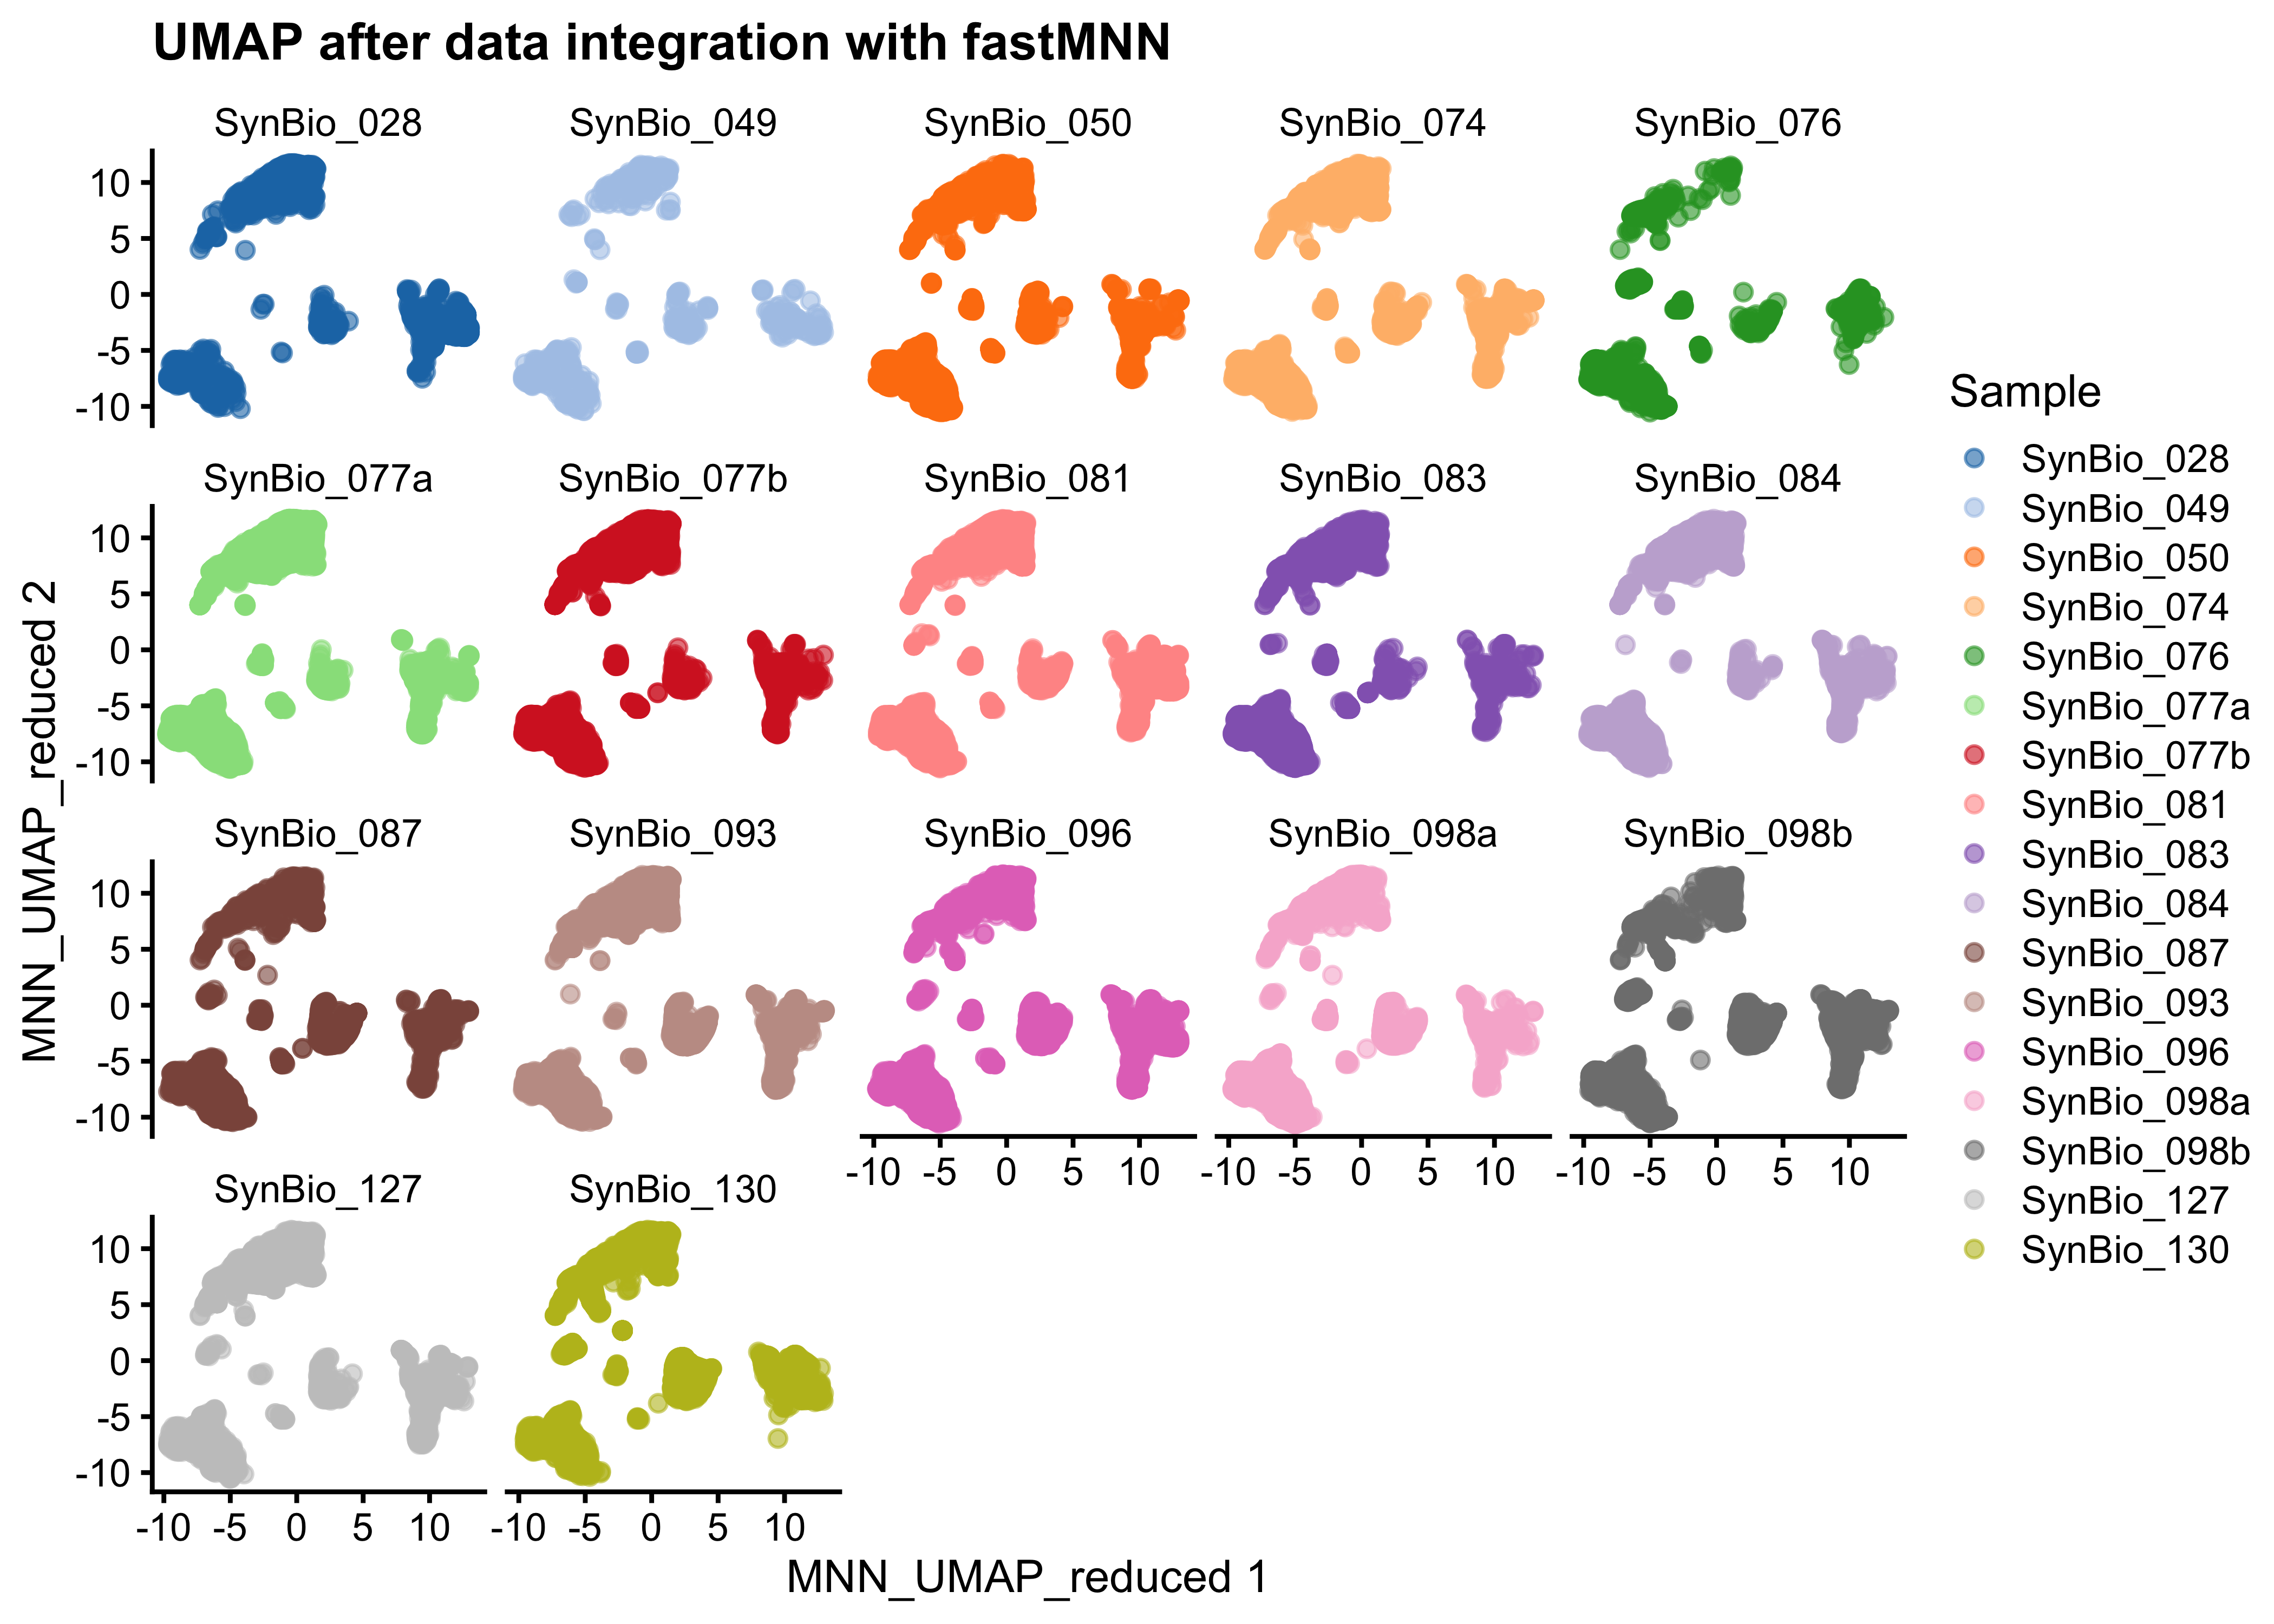 UMAP after data integration with fastMNN
SynBio_028 SynBio_049 SynBio_050 SynBio_074 SynBio_076
10
5
0
-5
-10
SynBio_077a SynBio_077b SynBio_081 SynBio_083 SynBio_084
10
5
0
-5
-10
SynBio_087 SynBio_093 SynBio_096 SynBio_098a SynBio_098b
10
5
0
-5
-10
-10 -5 0 5 10 -10 -5 0 5 10 -10 -5 0 5 10
SynBio_127 SynBio_130
10
5
0
-5
-10
-10 -5 0 5 10 -10 -5 0 5 10
MNN_UMAP_reduced 1
MNN_UMAP_reduced 2
Sample
SynBio_028
SynBio_049
SynBio_050
SynBio_074
SynBio_076
SynBio_077a
SynBio_077b
SynBio_081
SynBio_083
SynBio_084
SynBio_087
SynBio_093
SynBio_096
SynBio_098a
SynBio_098b
SynBio_127
SynBio_130